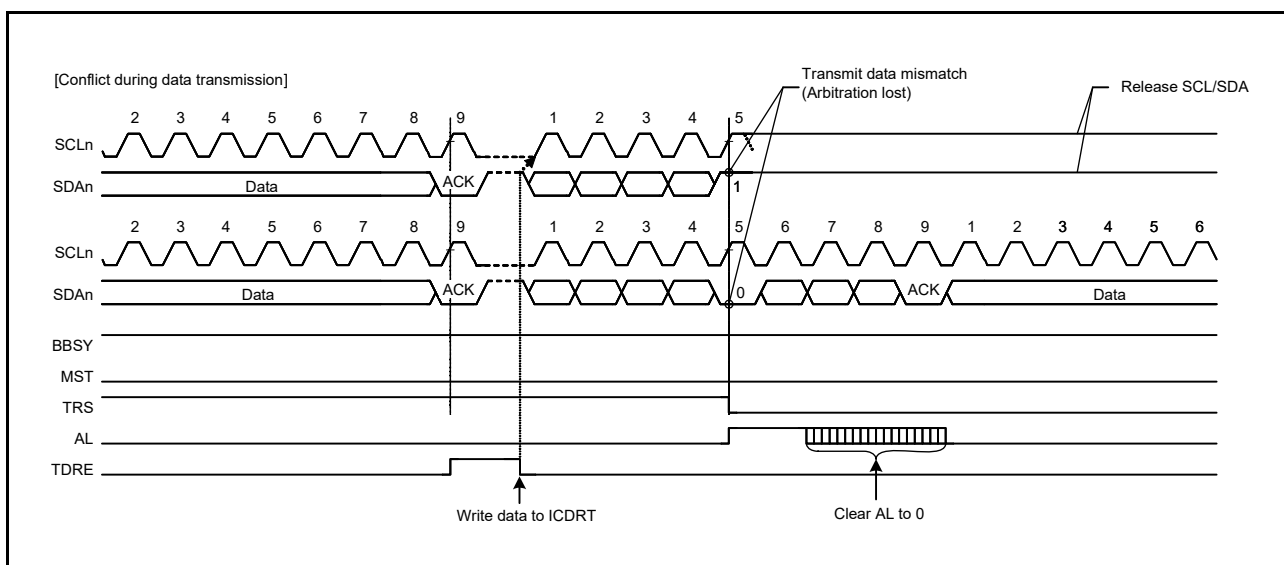 [Conflict during data transmission]
Transmit data mismatch
(Arbitration lost)
Release SCL/SDA
2 3 4 5 6 7 8 9 1 2 3 4 5
SCLn
SDAn Data ACK 1
2 3 4 5 6 7 8 9 1 2 3 4 5 6 7 8 9 1 2 3 4 5 6
SCLn
SDAn Data ACK 0 ACK Data
BBSY
MST
TRS
AL
TDRE
Write data to ICDRT
Clear AL to 0